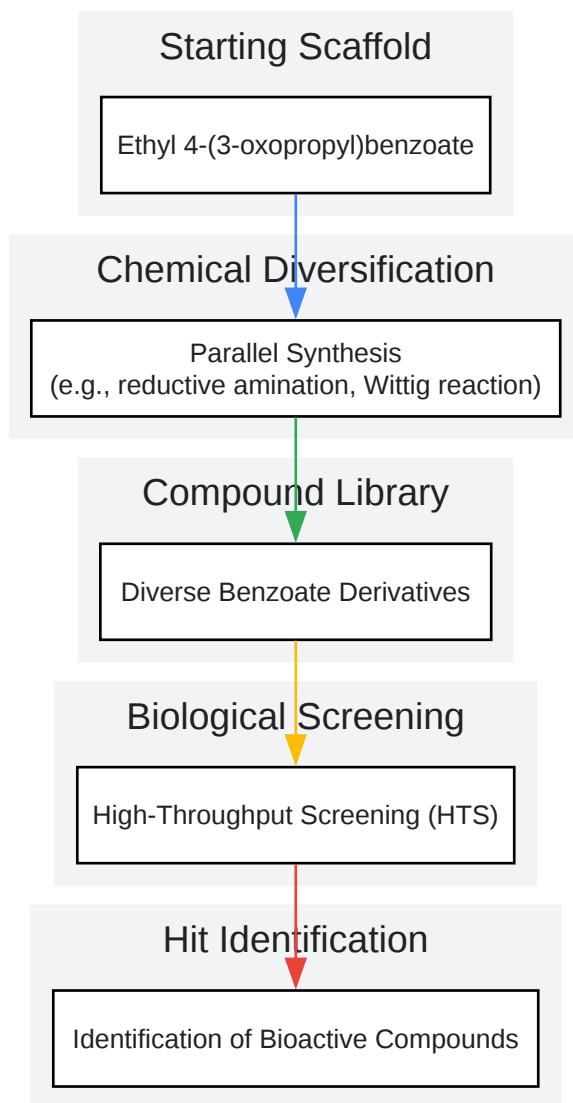 Starting Scaffold
Ethyl 4-(3-oxopropyl)benzoate
Chemical Diversification
Parallel Synthesis
(e.g., reductive amination, Wittig reaction)
Compound Library
Diverse Benzoate Derivatives
Biological Screening
High-Throughput Screening (HTS)
Hit Identification
Identification of Bioactive Compounds